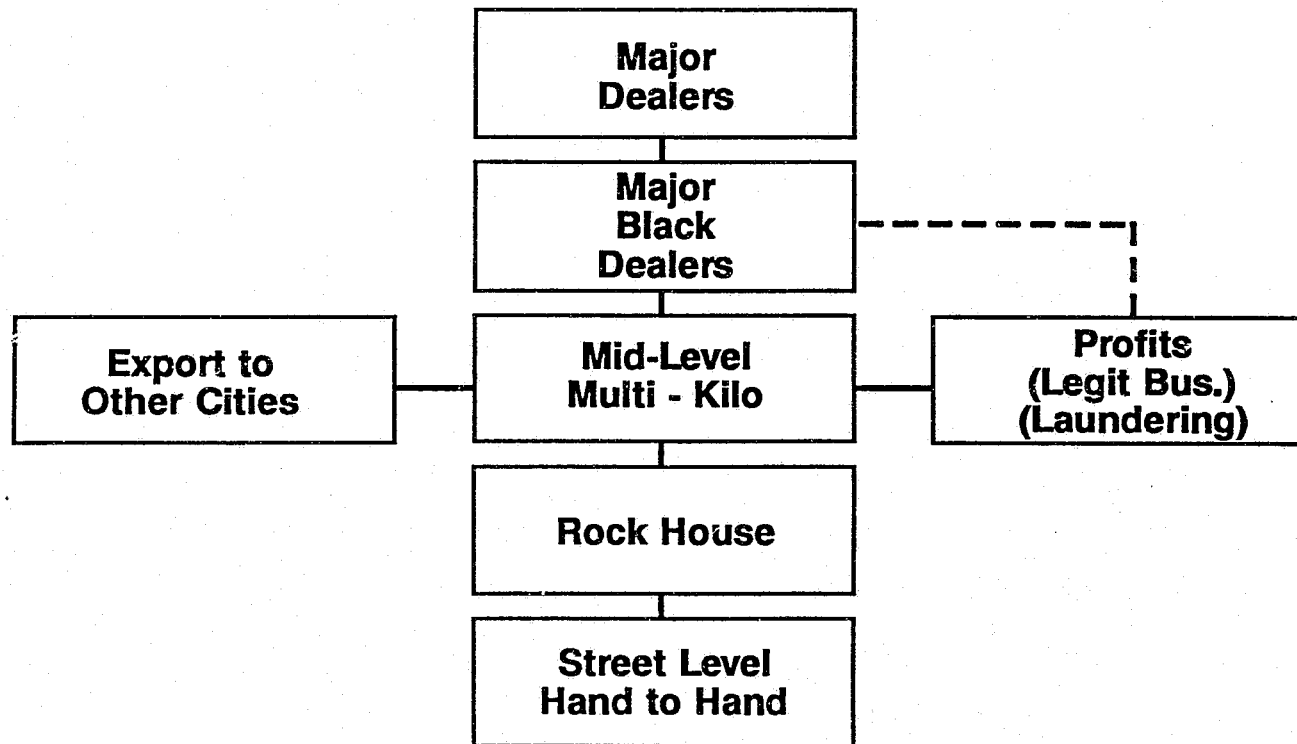 Major
Dealers
Major
Black
Dealers
Export to
Other Cities
Mid-Level
Multi - Kilo
Profits
(Legit Bus.)
(Laundering)
Rock House
Street Level
Hand to Hand